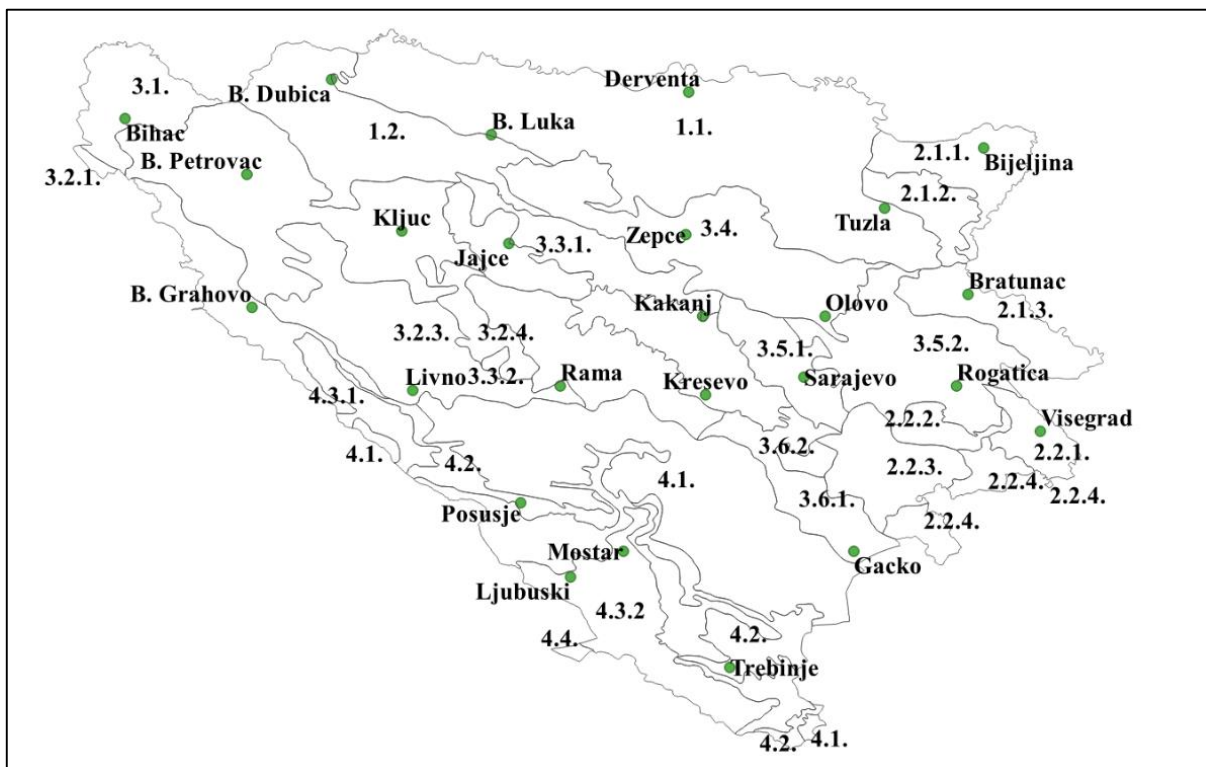 3.1.
B. Dubica
Derventa
Bihac
1.2.
B. Luka
1.1.
B. Petrovac
2.1.1.
Bijeljina
3.2.1.
2.1.2.
Kljuc
Tuzla
Jajce
3.3.1.
Zepce
3.4.
B. Grahovo
Kakanj
Olovo
Bratunac
2.1.3.
3.2.3.
3.2.4.
3.5.1.
3.5.2.
Livno
3.3.2.
Rama
Kresevo
Sarajevo
Rogatica
4.3.1.
2.2.2.
Visegrad
4.1.
4.2.
3.6.2.
2.2.1.
4.1.
2.2.3.
2.2.4.
2.2.4.
3.6.1.
Posusje
2.2.4.
Mostar
Gacko
Ljubuski
4.3.2
4.4.
4.2.
Trebinje
4.2.
4.1.